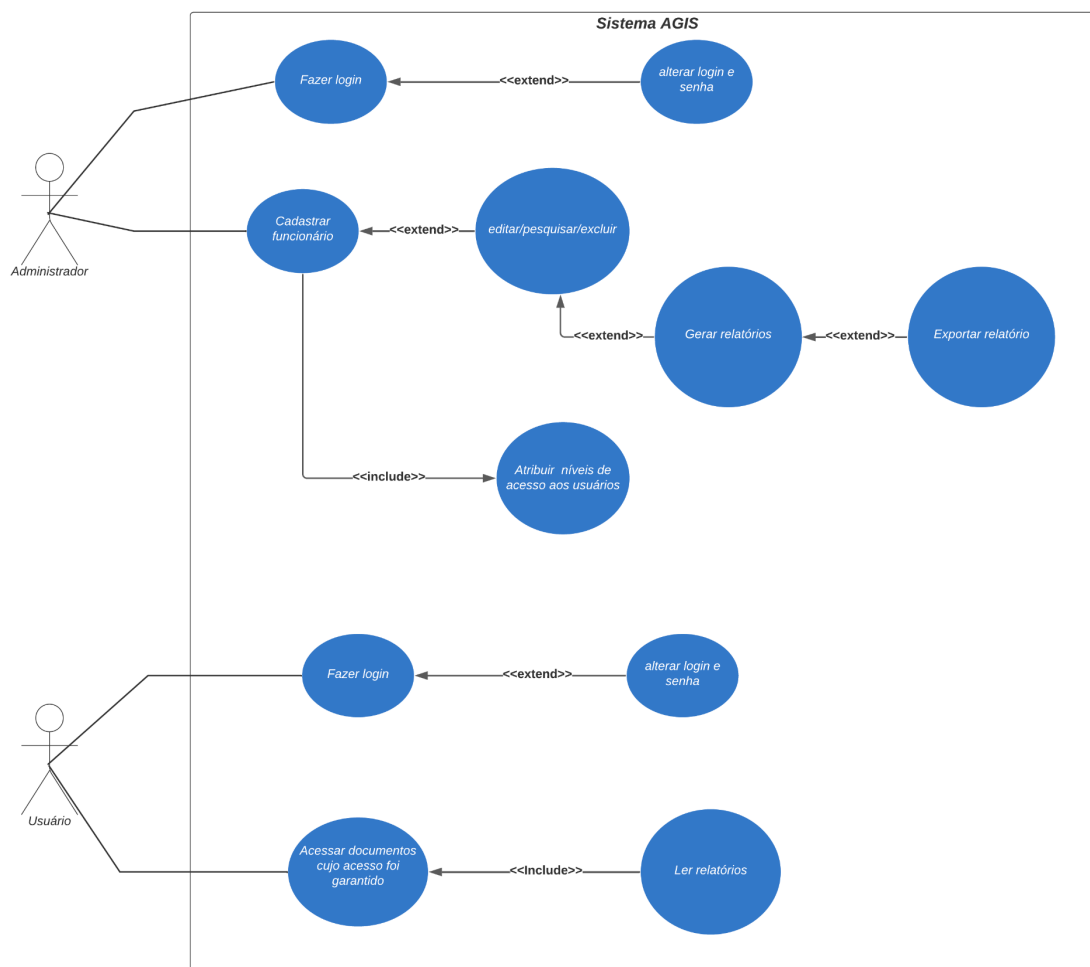 Sistema AGIS
Fazer login
<<extend>>
alterar login e
senha
Administrador
Cadastrar
funcionário
<<extend>>
editar/pesquisar/excluir
<<extend>>
Gerar relatórios
<<extend>>
Exportar relatório
<<include>>
Atribuir  níveis de
acesso aos usuários
Fazer login
<<extend>>
alterar login e
senha
Usuário
Acessar documentos
cujo acesso foi
garantido
<<Include>>
Ler relatórios